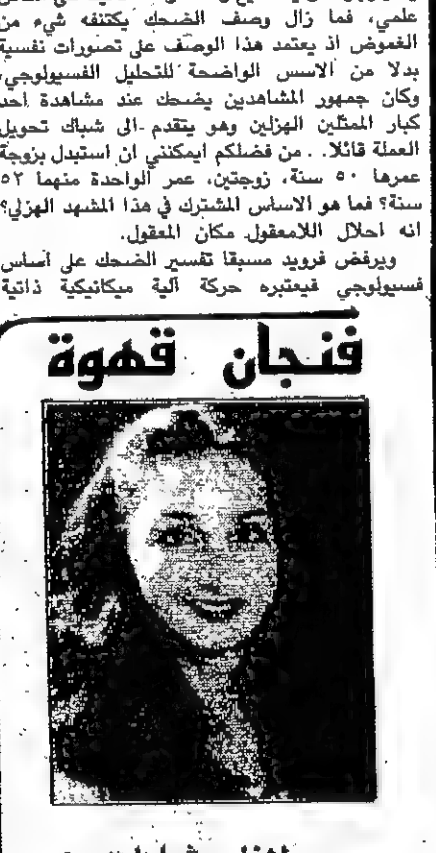 علمي، فما زال وصف الضحك يكتنفه شيء من
الغموض اذ يعتمد هذا الوصف على تصورات نفسية
بدلا من الاسس الواضحة للتحليل الفسيولوجي،
وكان جمهور المشاهدين يضحك عند مشاهدة احد
كبار الممثلين الهزلين وهو يتقدم الى شباك تحويل
العملة قائلا.. من فضلكم ايمكنني ان استبدل بزوجة
عمرها ٥٠ سنة، زوجتين، عمر الواحدة منهما ٥٢
سنة؟ فما هو الاساس المشترك في هذا المشهد الهزلي؟
انه احلال اللامعقول مكان المعقول.
ويرفض فرويد مسبقا تفسير الضحك على اساس
فسيولوجي فيعتبره حركة آلية ميكانيكية ذاتية
فنجان قهوة